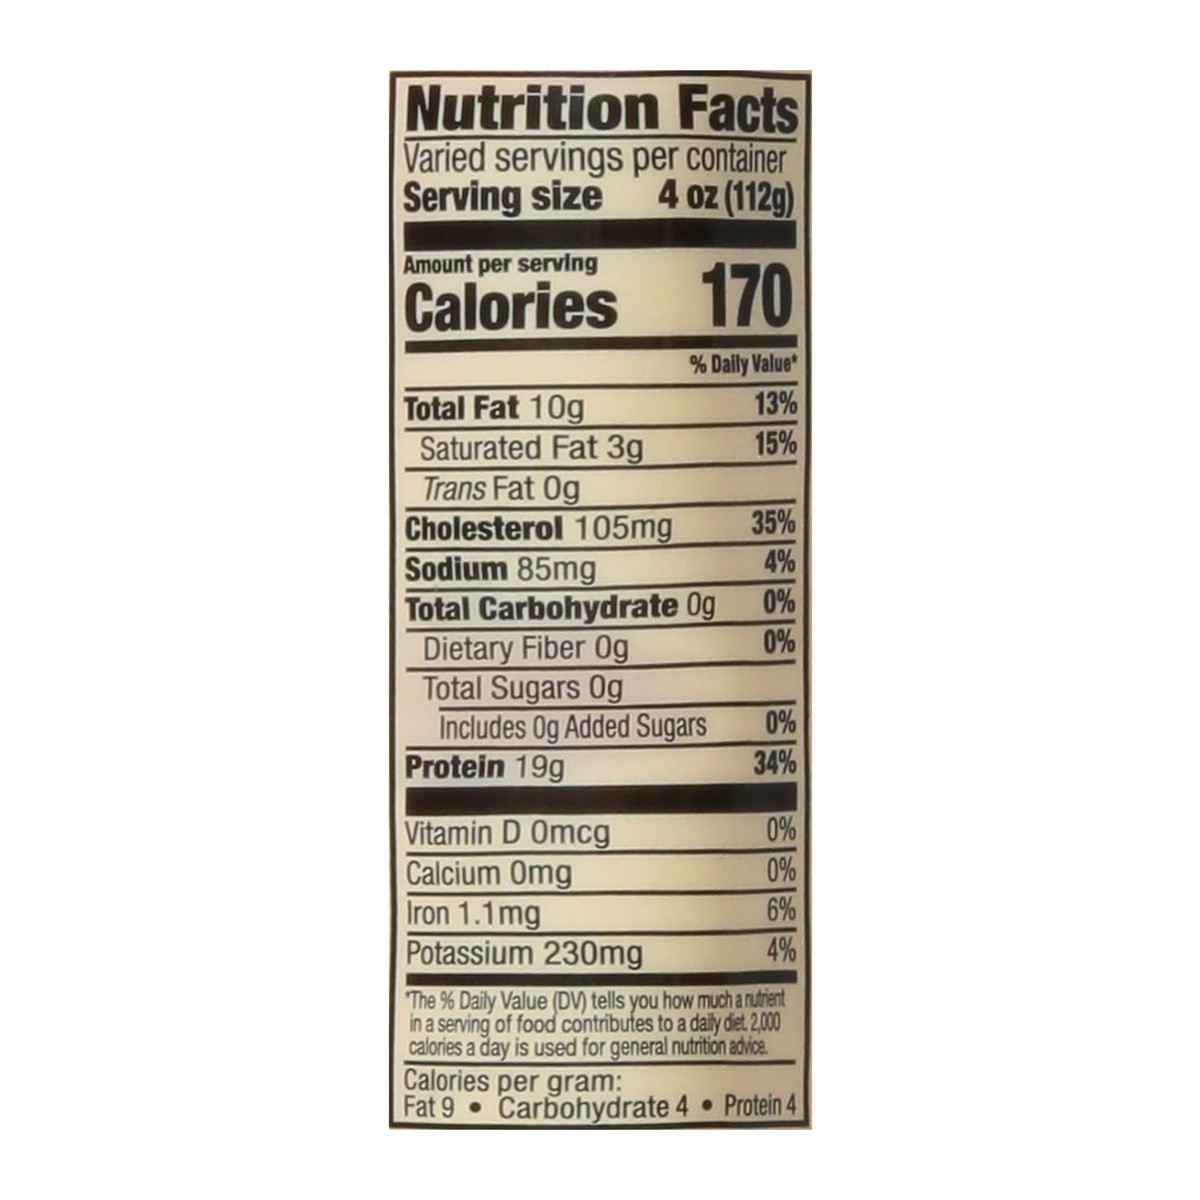 Nutrition Facts
Varied servings per container
Serving size 4 oz (112g)
Amount per serving
Calories 170
% Daily Value*
Total Fat 10g 13%
Saturated Fat 3g 15%
Trans Fat 0g
Cholesterol 105mg 35%
Sodium 85mg 4%
Total Carbohydrate 0g 0%
Dietary Fiber 0g 0%
Total Sugars 0g
Includes 0g Added Sugars 0%
Protein 19g 34%
Vitamin D 0mcg 0%
Calcium 0mg 0%
Iron 1.1mg 6%
Potassium 230mg 4%
*The % Daily Value (DV) tells you how much a nutrient
in a serving of food contributes to a daily diet. 2,000
calories a day is used for general nutrition advice.
Calories per gram:
Fat 9 • Carbohydrate 4 • Protein 4